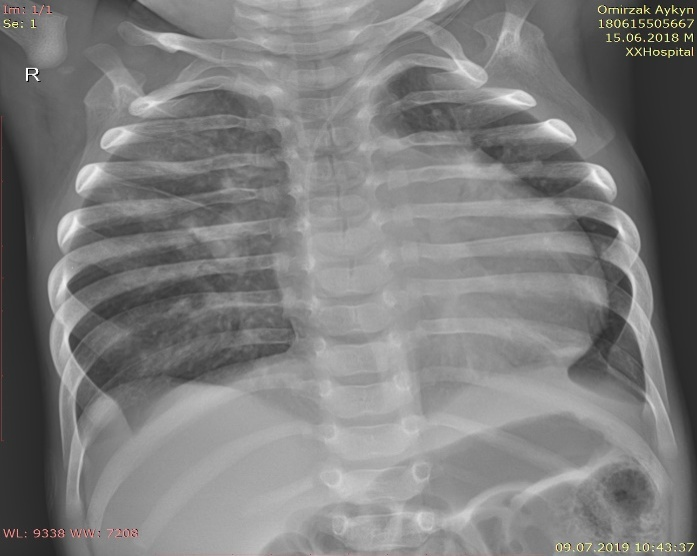 Im: 1/1
Se: 1
Omirzak Aykyn
180615505667
15.06.2018 M
XXHospital
R
WL: 9338 WW: 7208
09.07.2019 10:43:37